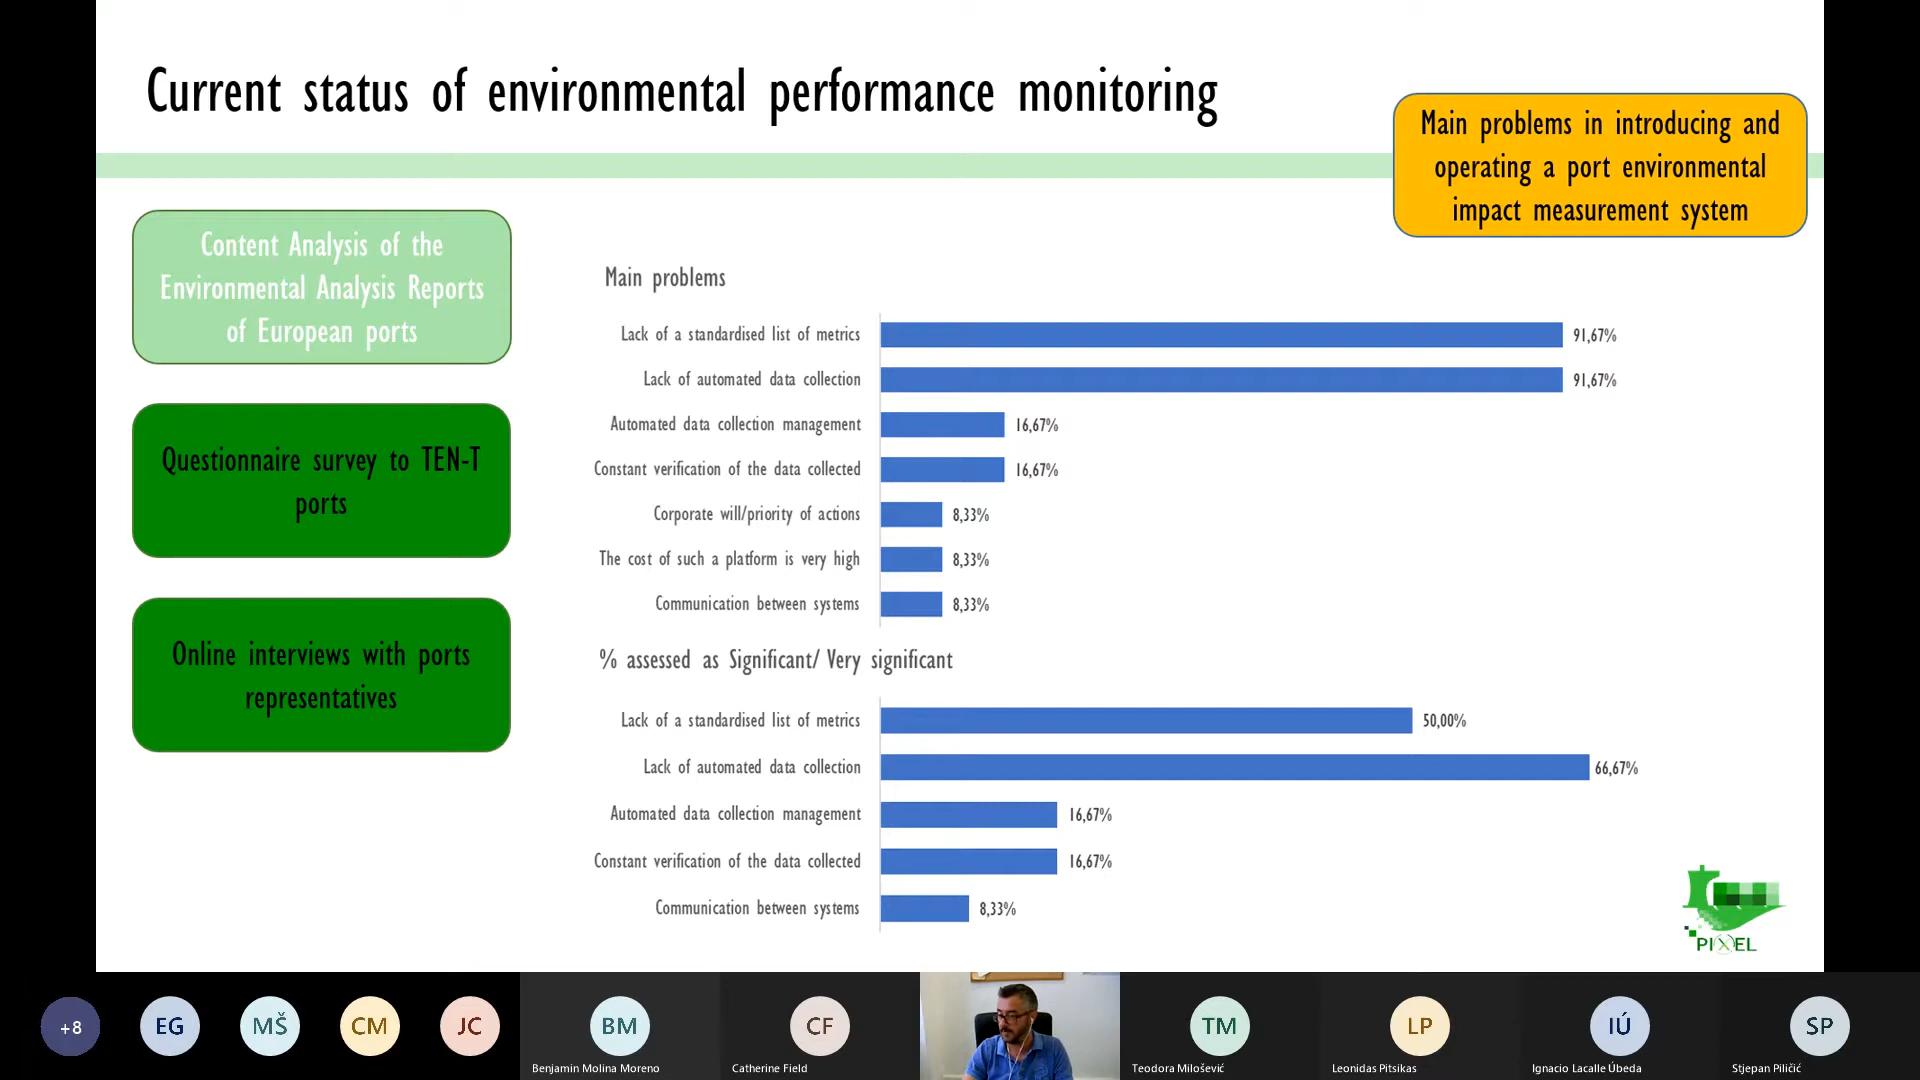 Current status of environmental performance monitoring
Main problems in introducing and
operating a port environmental
impact measurement system
Content Analysis of the
Environmental Analysis Reports
of European ports
Questionnaire survey to TEN-T
ports
Online interviews with ports
representatives
Main problems
Lack of a standardised list of metrics 91,67%
Lack of automated data collection 91,67%
Automated data collection management 16,67%
Constant verification of the data collected 16,67%
Corporate will/priority of actions 8,33%
The cost of such a platform is very high 8,33%
Communication between systems 8,33%
% assessed as Significant/ Very significant
Lack of a standardised list of metrics 50,00%
Lack of automated data collection 66,67%
Automated data collection management 16,67%
Constant verification of the data collected 16,67%
Communication between systems 8,33%
PIXEL
+8 EG MŠ CM JC BM CF TM LP IÚ SP
Benjamin Molina Moreno Catherine Field Teodora Milošević Leonidas Pitsikas Ignacio Lacalle Úbeda Stjepan Piličić